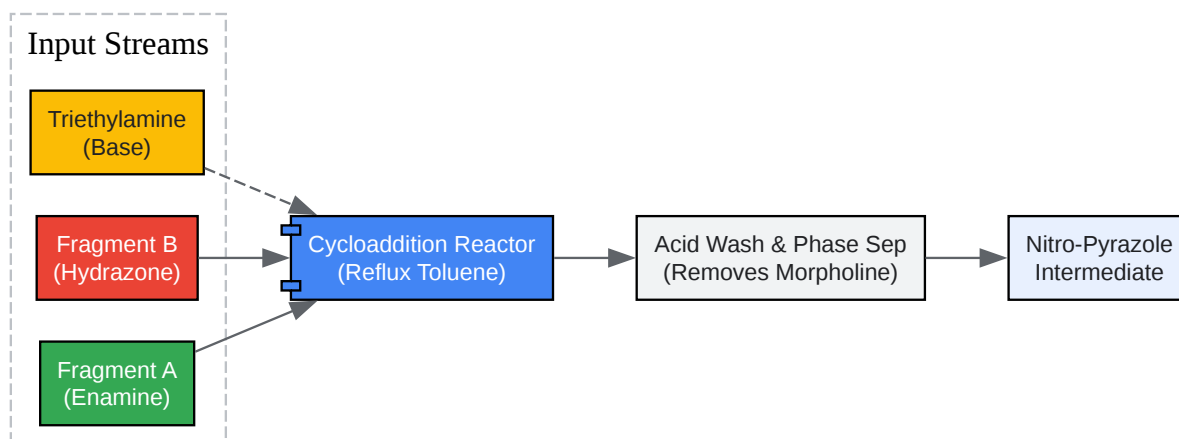 Input Streams
Triethylamine
(Base)
Fragment B
(Hydrazone)
Fragment A
(Enamine)
Cycloaddition Reactor
(Reflux Toluene)
Acid Wash & Phase Sep
(Removes Morpholine)
Nitro-Pyrazole
Intermediate